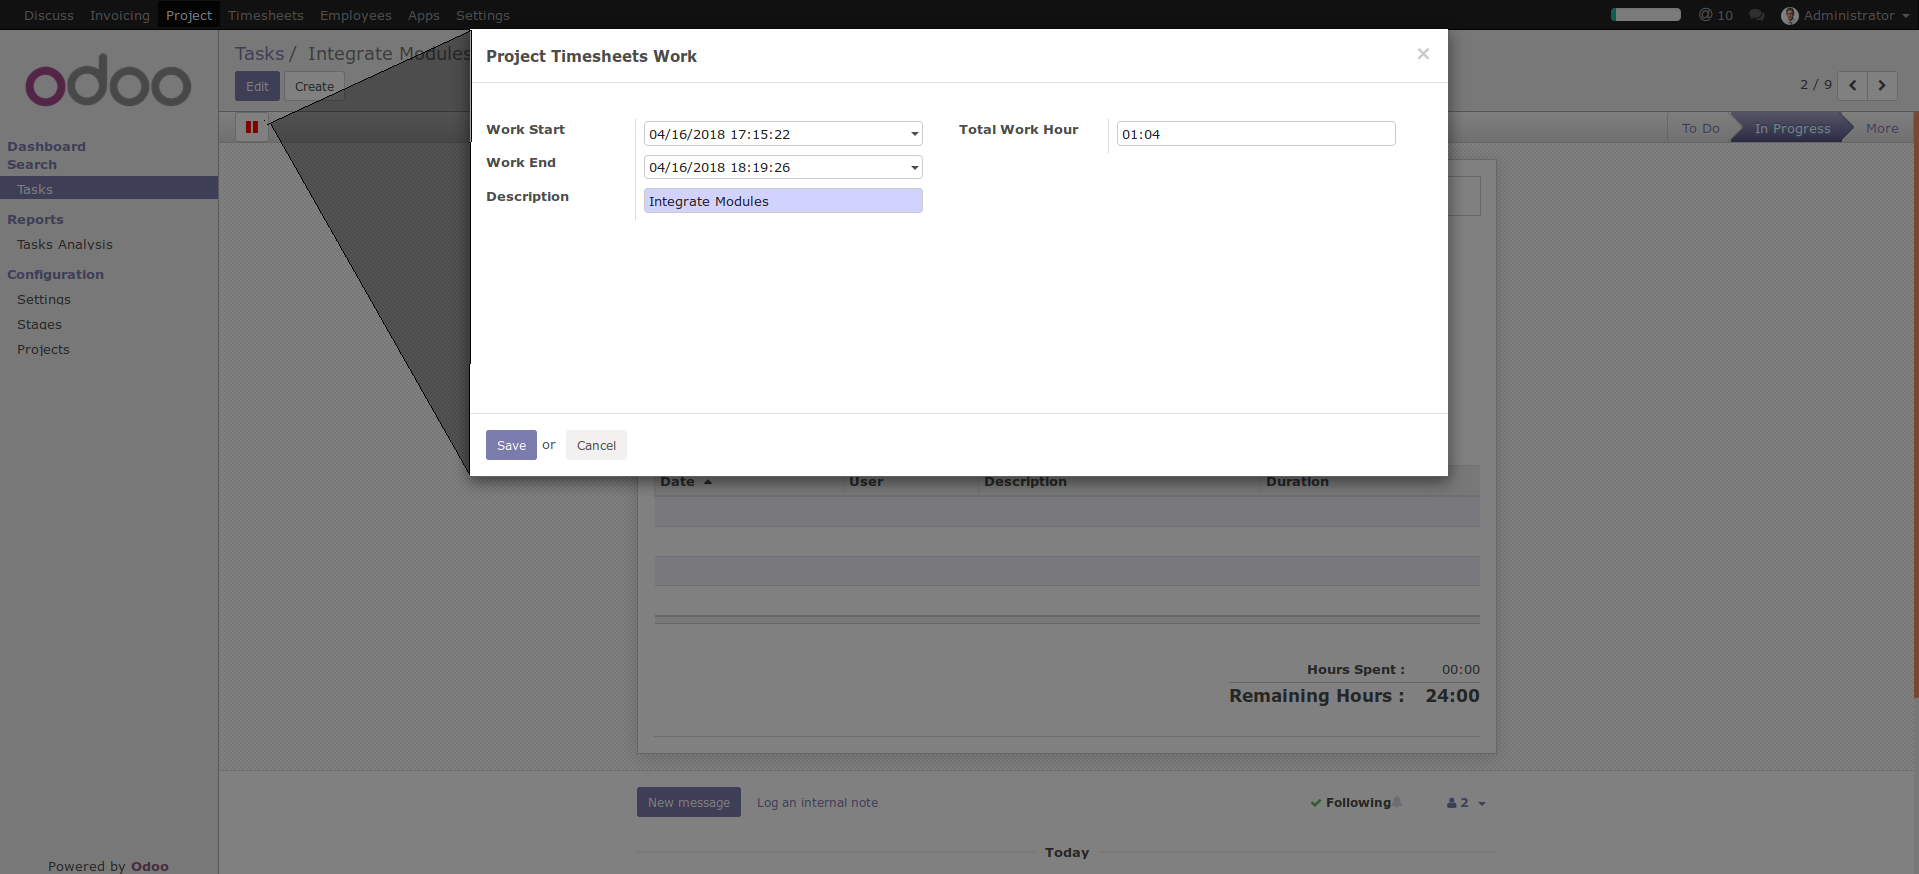 Discuss Invoicing Project Timesheets Employees Apps Settings @ 10 Administrator
odoo
Tasks / Integrate Modules
Edit Create
2 / 9
To Do In Progress More
Dashboard
Search
Tasks
Reports
Tasks Analysis
Configuration
Settings
Stages
Projects
Powered by Odoo
Project Timesheets Work ×
Work Start 04/16/2018 17:15:22 Total Work Hour 01:04
Work End 04/16/2018 18:19:26
Description Integrate Modules
Save or Cancel
Date User Description Duration
Hours Spent : 00:00
Remaining Hours : 24:00
New message Log an internal note Following 2
Today